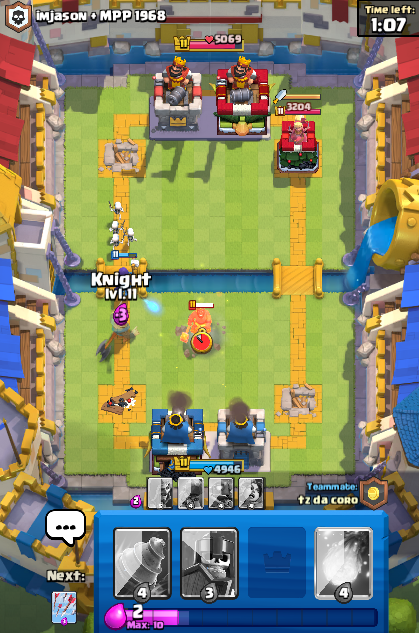 imjason + MPP 1968
Time left:
1:07
5069
3204
Knight
lvl.11
3
4946
Teammate:
tz da coro
2
...
Next:
4
3
4
2
Max: 10